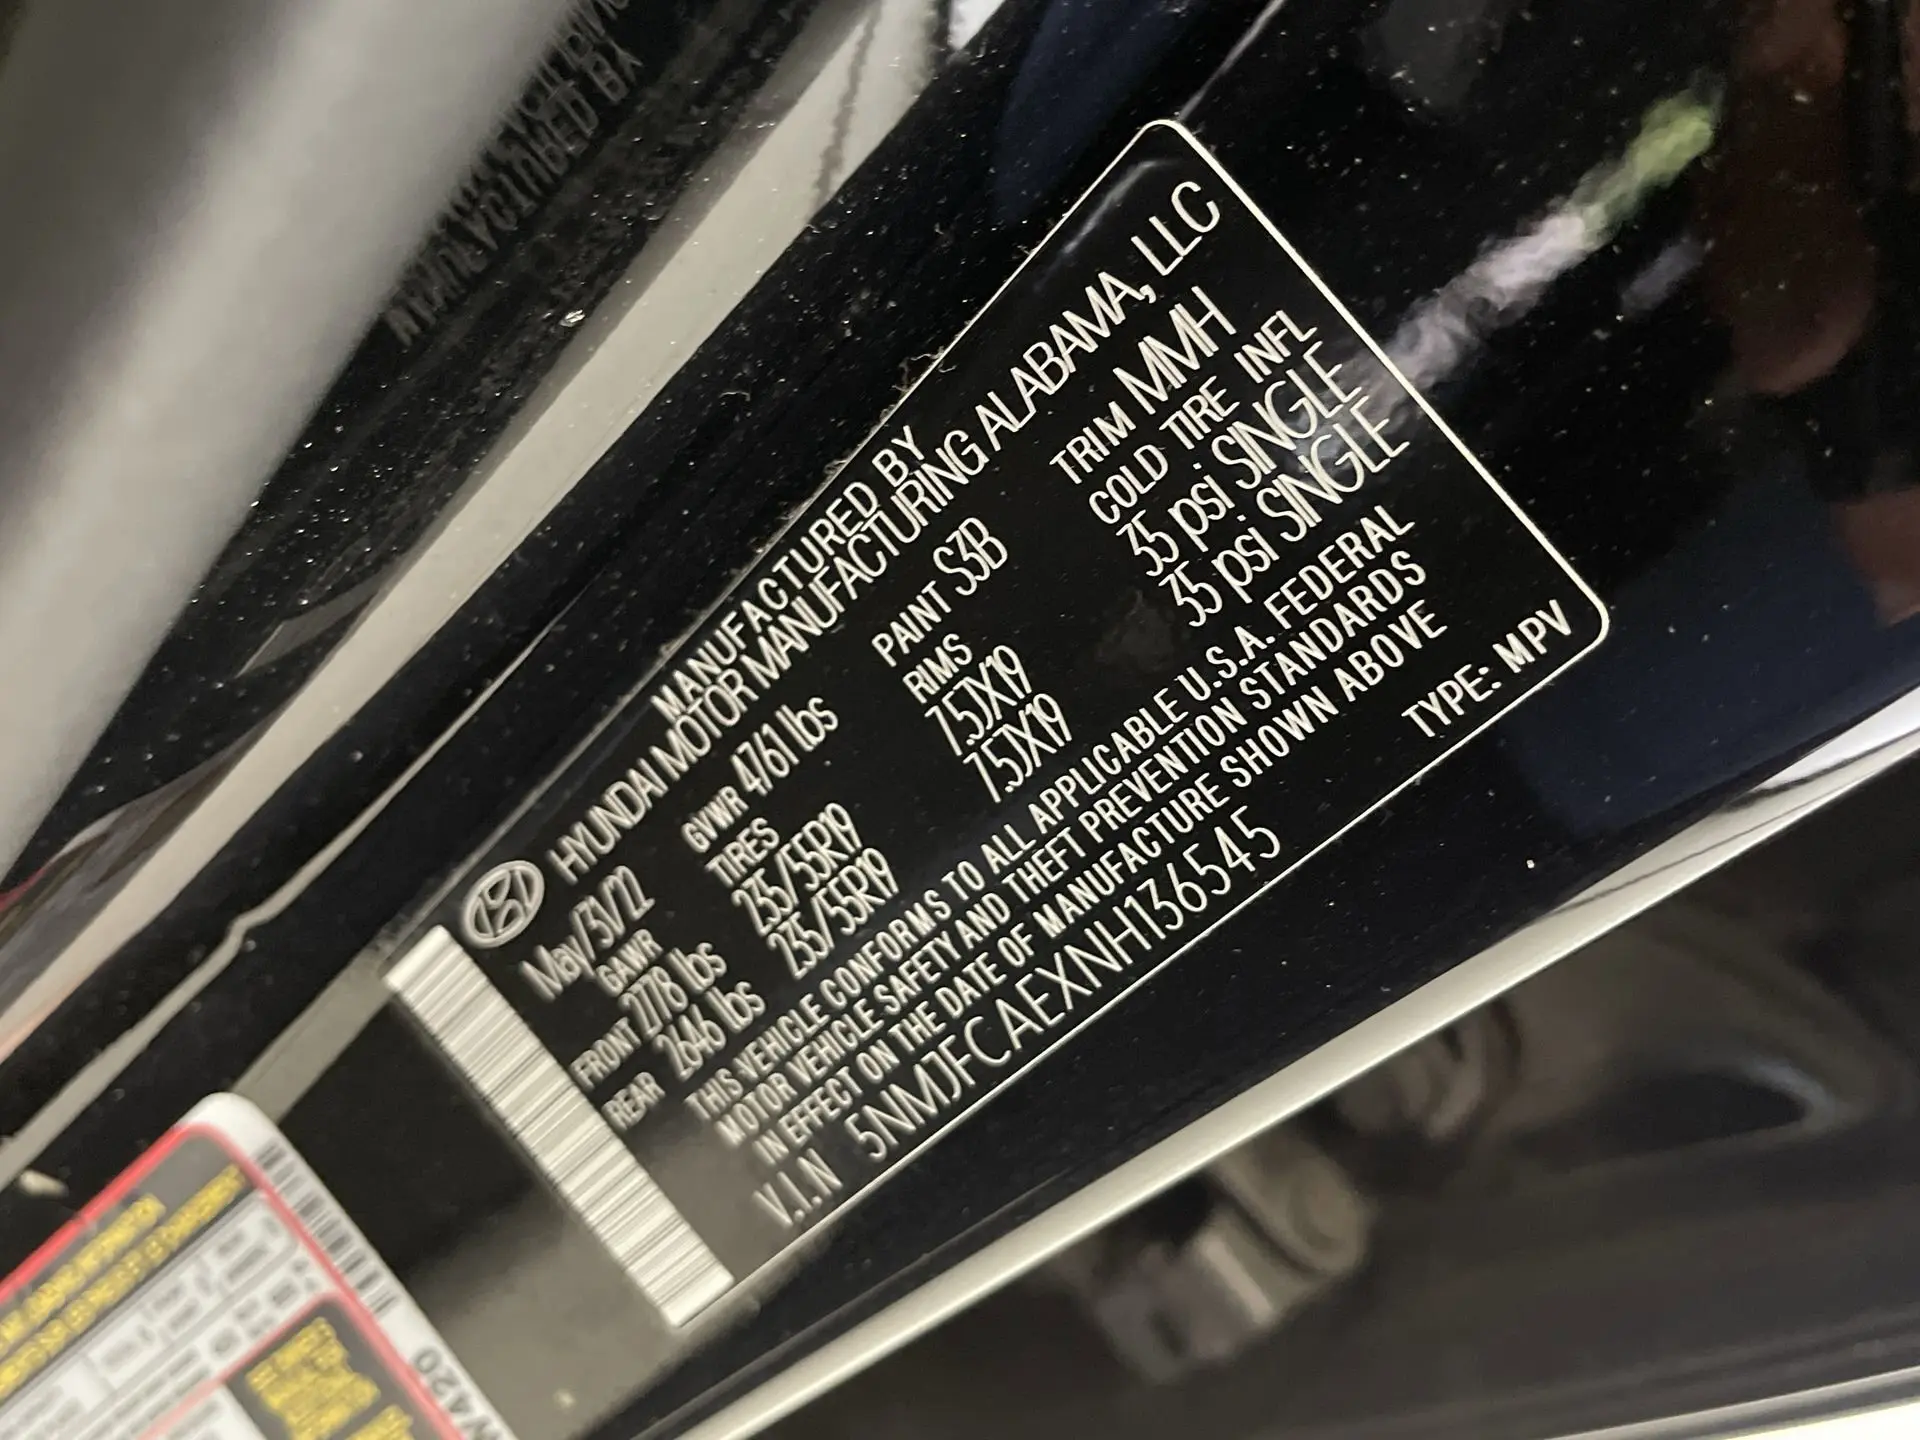 MANUFACTURED BY
HYUNDAI MOTOR MANUFACTURING ALABAMA, LLC
May/31/22 GVWR 4761 lbs PAINT S3B TRIM MMH
GAWR TIRES RIMS COLD TIRE INFL
FRONT 2778 lbs 235/55R19 7.5JX19 35 psi SINGLE
REAR 2646 lbs 235/55R19 7.5JX19 35 psi SINGLE
THIS VEHICLE CONFORMS TO ALL APPLICABLE U.S.A. FEDERAL
MOTOR VEHICLE SAFETY AND THEFT PREVENTION STANDARDS
IN EFFECT ON THE DATE OF MANUFACTURE SHOWN ABOVE
V.I.N 5NMJFCAEXNH136545 TYPE: MPV